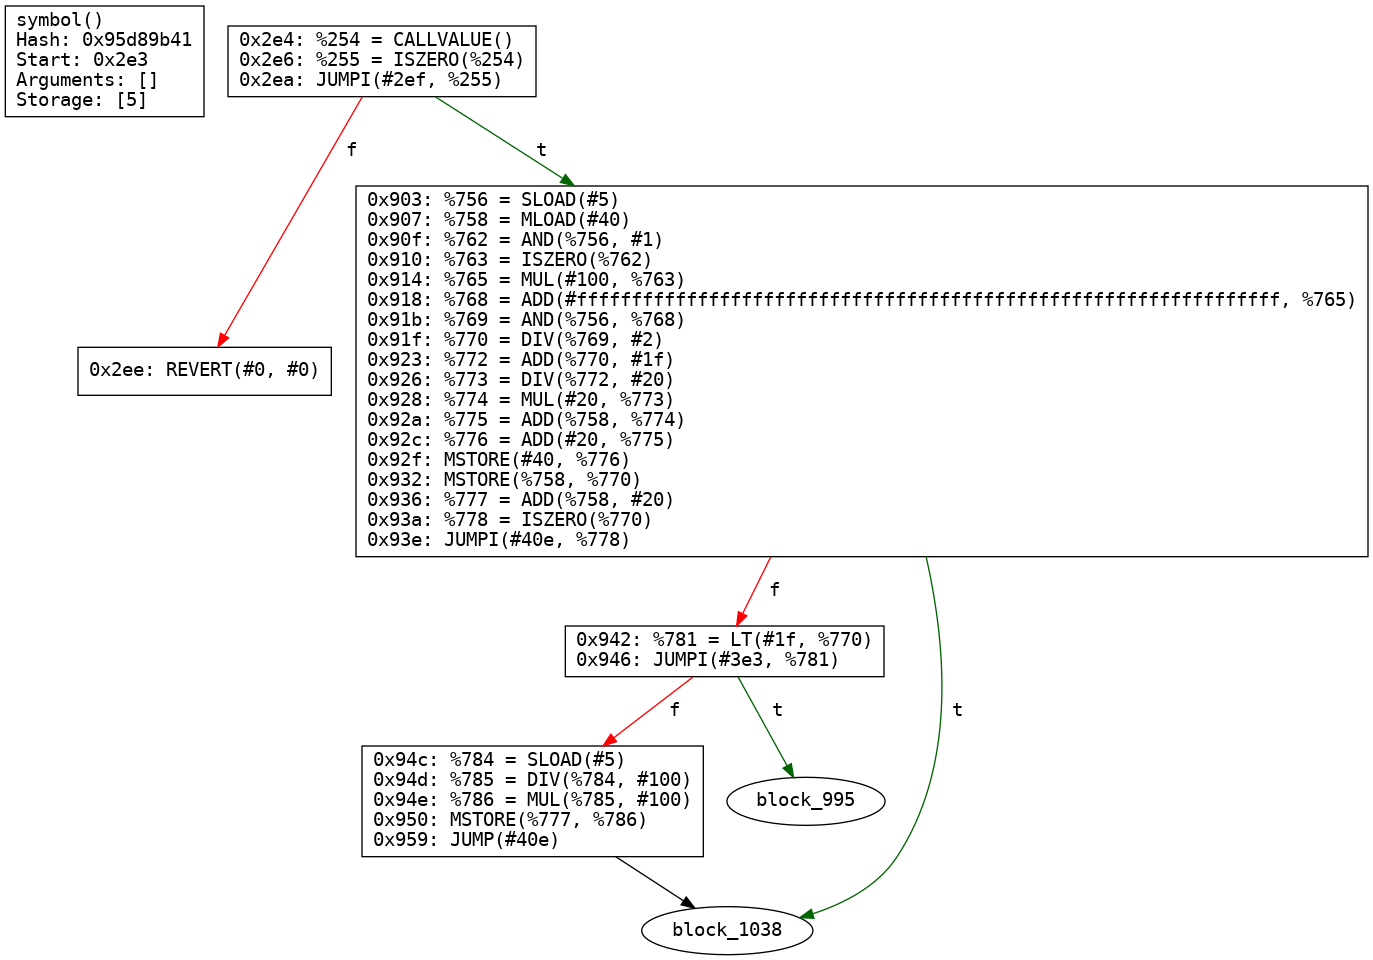 symbol()
Hash: 0x95d89b41
Start: 0x2e3
Arguments: []
Storage: [5]
0x2e4: %254 = CALLVALUE()
0x2e6: %255 = ISZERO(%254)
0x2ea: JUMPI(#2ef, %255)
f
t
0x2ee: REVERT(#0, #0)
0x903: %756 = SLOAD(#5)
0x907: %758 = MLOAD(#40)
0x90f: %762 = AND(%756, #1)
0x910: %763 = ISZERO(%762)
0x914: %765 = MUL(#100, %763)
0x918: %768 = ADD(#ffffffffffffffffffffffffffffffffffffffffffffffffffffffffffffffff, %765)
0x91b: %769 = AND(%756, %768)
0x91f: %770 = DIV(%769, #2)
0x923: %772 = ADD(%770, #1f)
0x926: %773 = DIV(%772, #20)
0x928: %774 = MUL(#20, %773)
0x92a: %775 = ADD(%758, %774)
0x92c: %776 = ADD(#20, %775)
0x92f: MSTORE(#40, %776)
0x932: MSTORE(%758, %770)
0x936: %777 = ADD(%758, #20)
0x93a: %778 = ISZERO(%770)
0x93e: JUMPI(#40e, %778)
f
t
0x942: %781 = LT(#1f, %770)
0x946: JUMPI(#3e3, %781)
f
t
0x94c: %784 = SLOAD(#5)
0x94d: %785 = DIV(%784, #100)
0x94e: %786 = MUL(%785, #100)
0x950: MSTORE(%777, %786)
0x959: JUMP(#40e)
block_995
block_1038